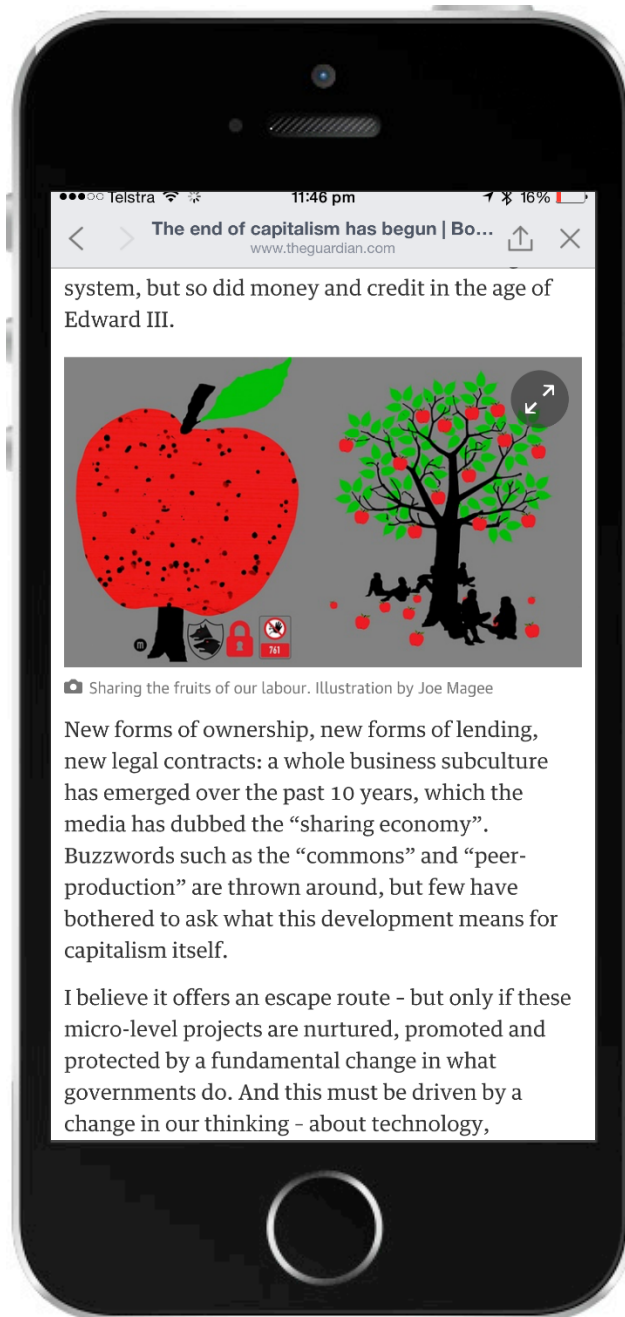 Telstra 11:46 pm 16%
The end of capitalism has begun | Bo...
www.theguardian.com
system, but so did money and credit in the age of
Edward III.
m
761
Sharing the fruits of our labour. Illustration by Joe Magee
New forms of ownership, new forms of lending,
new legal contracts: a whole business subculture
has emerged over the past 10 years, which the
media has dubbed the “sharing economy”.
Buzzwords such as the “commons” and “peer-
production” are thrown around, but few have
bothered to ask what this development means for
capitalism itself.
I believe it offers an escape route – but only if these
micro-level projects are nurtured, promoted and
protected by a fundamental change in what
governments do. And this must be driven by a
change in our thinking – about technology,